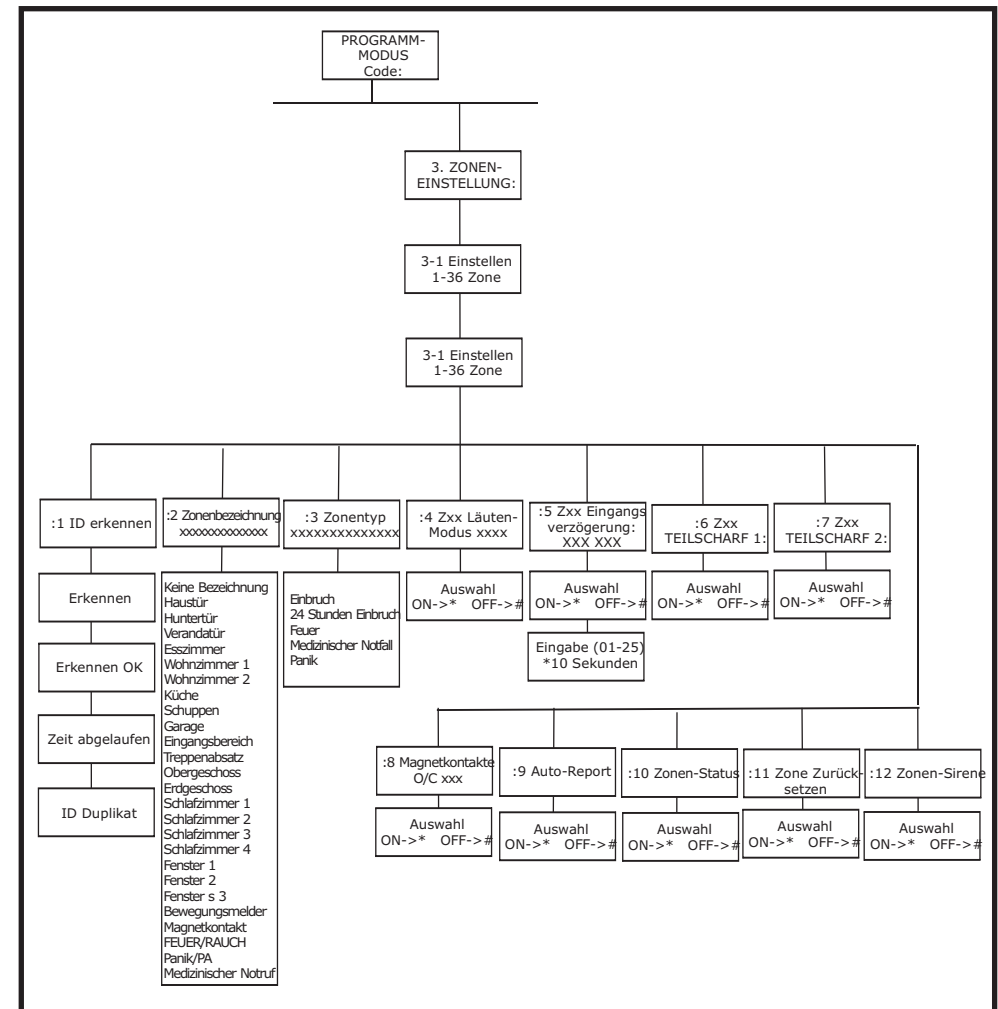 PROGRAMM-
MODUS
Code:
3. ZONEN-
EINSTELLUNG:
3-1 Einstellen
1-36 Zone
3-1 Einstellen
1-36 Zone
:1 ID erkennen
Erkennen
Erkennen OK
Zeit abgelaufen
ID Duplikat
:2 Zonenbezeichnung
xxxxxxxxxxxxxx
Keine Bezeichnung
Haustür
Huntertür
Verandatür
Esszimmer
Wohnzimmer 1
Wohnzimmer 2
Küche
Schuppen
Garage
Eingangsbereich
Treppenabsatz
Obergeschoss
Erdgeschoss
Schlafzimmer 1
Schlafzimmer 2
Schlafzimmer 3
Schlafzimmer 4
Fenster 1
Fenster 2
Fenster s 3
Bewegungsmelder
Magnetkontakt
FEUER/RAUCH
Panik/PA
Medizinischer Notruf
:3 Zonentyp
xxxxxxxxxxxxxx
Einbruch
24 Stunden Einbruch
Feuer
Medizinischer Notfall
Panik
:4 Zxx Läuten-
Modus xxxx
Auswahl
ON->* OFF->#
:5 Zxx Eingangs
verzögerung:
XXX XXX
Auswahl
ON->* OFF->#
Eingabe (01-25)
*10 Sekunden
:6 Zxx
TEILSCHARF 1:
Auswahl
ON->* OFF->#
:7 Zxx
TEILSCHARF 2:
Auswahl
ON->* OFF->#
:8 Magnetkontakte
O/C xxx
Auswahl
ON->* OFF->#
:9 Auto-Report
Auswahl
ON->* OFF->#
:10 Zonen-Status
Auswahl
ON->* OFF->#
:11 Zone Zurück-
setzen
Auswahl
ON->* OFF->#
:12 Zonen-Sirene
Auswahl
ON->* OFF->#